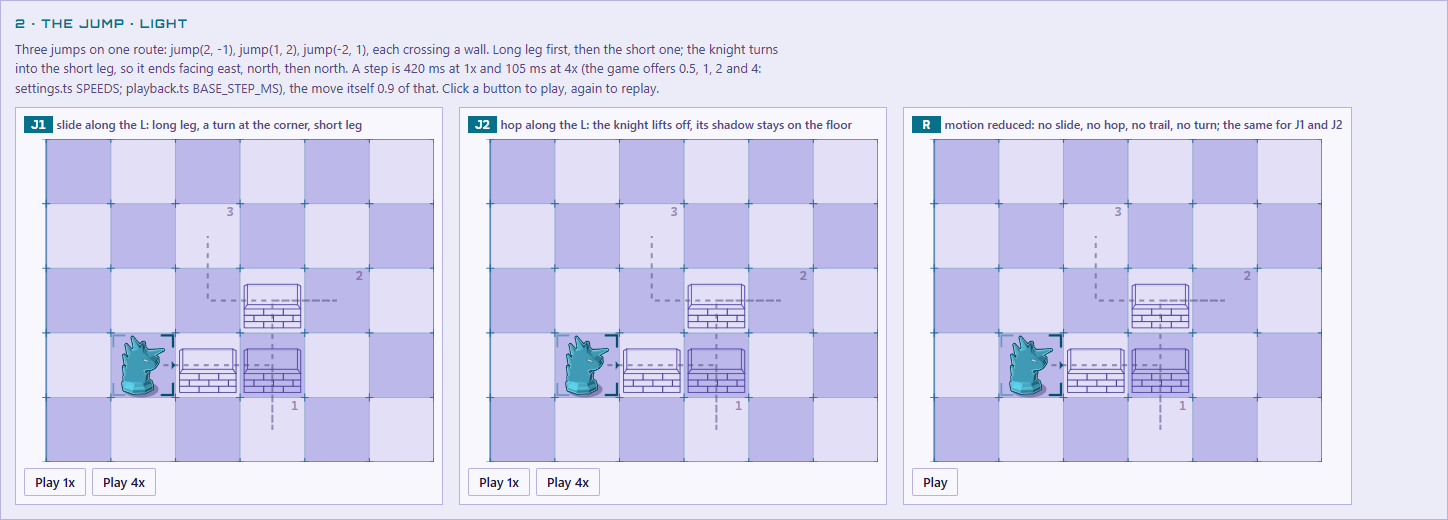 2 · THE JUMP · LIGHT
Three jumps on one route: jump(2, -1), jump(1, 2), jump(-2, 1), each crossing a wall. Long leg first, then the short one; the knight turns
into the short leg, so it ends facing east, north, then north. A step is 420 ms at 1x and 105 ms at 4x (the game offers 0.5, 1, 2 and 4:
settings.ts SPEEDS; playback.ts BASE_STEP_MS), the move itself 0.9 of that. Click a button to play, again to replay.
J1 slide along the L: long leg, a turn at the corner, short leg
3
2
1
Play 1x Play 4x
J2 hop along the L: the knight lifts off, its shadow stays on the floor
3
2
1
Play 1x Play 4x
R motion reduced: no slide, no hop, no trail, no turn; the same for J1 and J2
3
2
1
Play